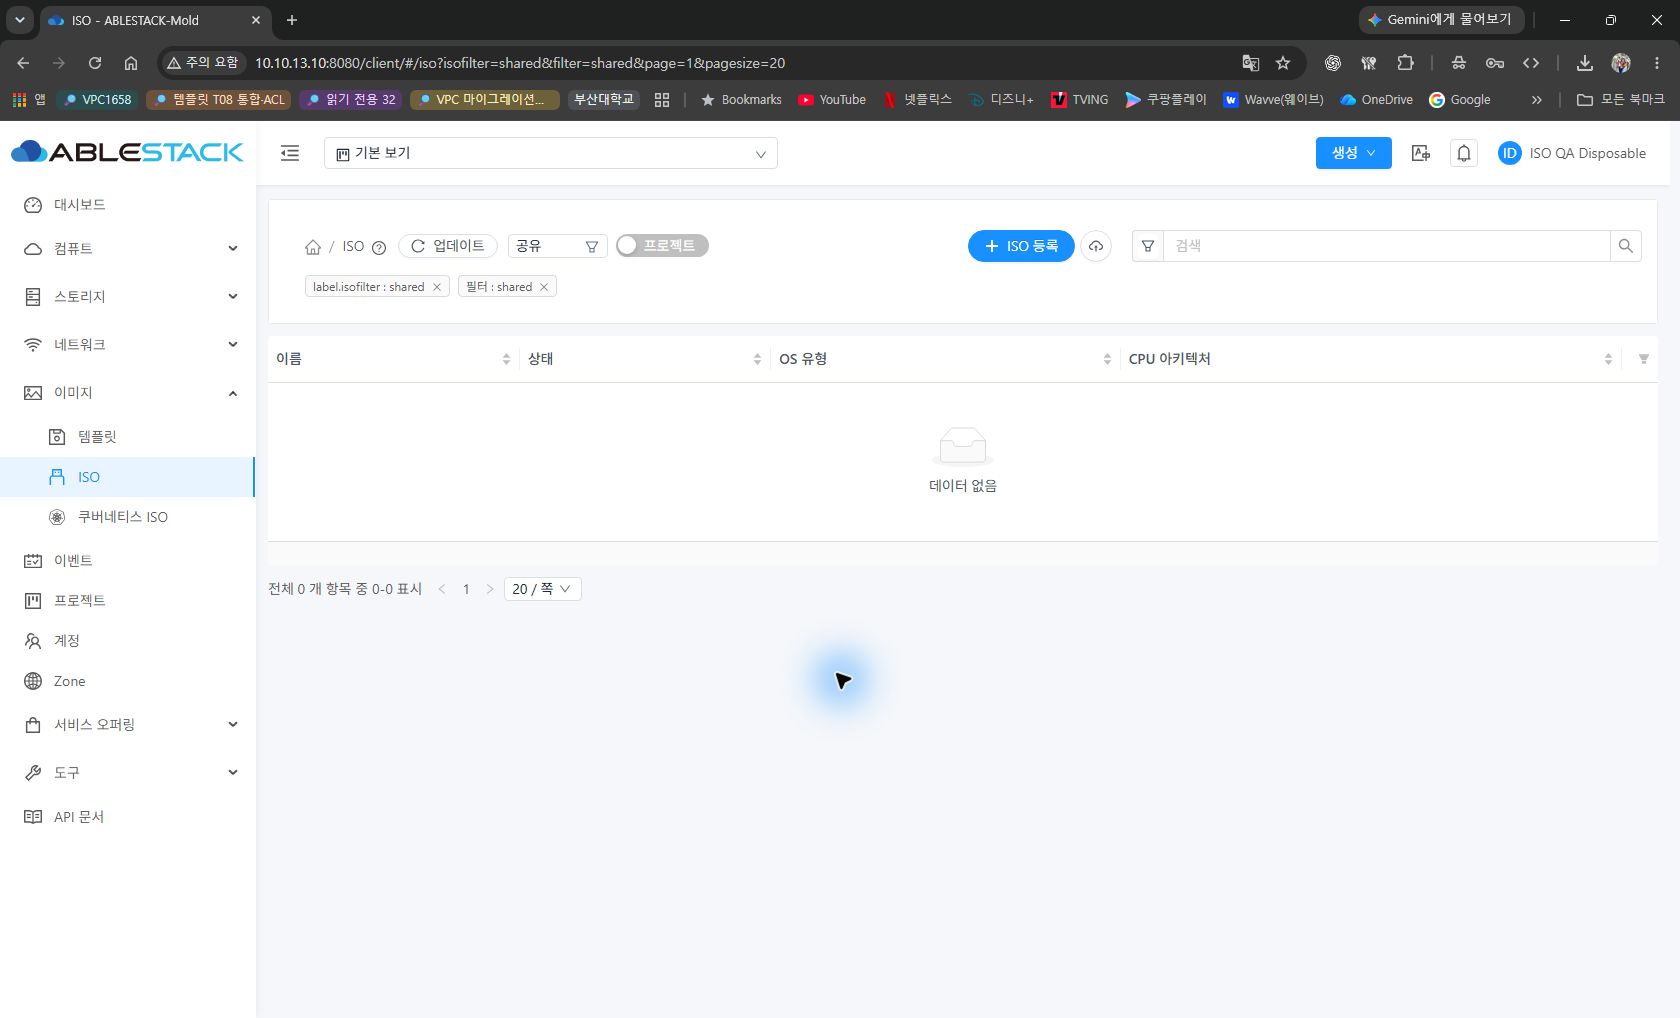 ISO - ABLESTACK-Mold
Gemini에게 물어보기
주의 요함
10.10.13.10:8080/client/#/iso?isofilter=shared&filter=shared&page=1&pagesize=20
앱
VPC1658
템플릿 T08 통합·ACL
읽기 전용 32
VPC 마이그레이션...
부산대학교
Bookmarks
YouTube
넷플릭스
디즈니+
TVING
쿠팡플레이
Wavve(웨이브)
OneDrive
Google
모든 북마크
ABLESTACK
기본 보기
생성
ID
ISO QA Disposable
대시보드
컴퓨트
스토리지
네트워크
이미지
템플릿
ISO
쿠버네티스 ISO
이벤트
프로젝트
계정
Zone
서비스 오퍼링
도구
API 문서
/ ISO
업데이트
공유
프로젝트
ISO 등록
검색
label.isofilter : shared
필터 : shared
이름
상태
OS 유형
CPU 아키텍처
데이터 없음
전체 0 개 항목 중 0-0 표시
1
20 / 쪽